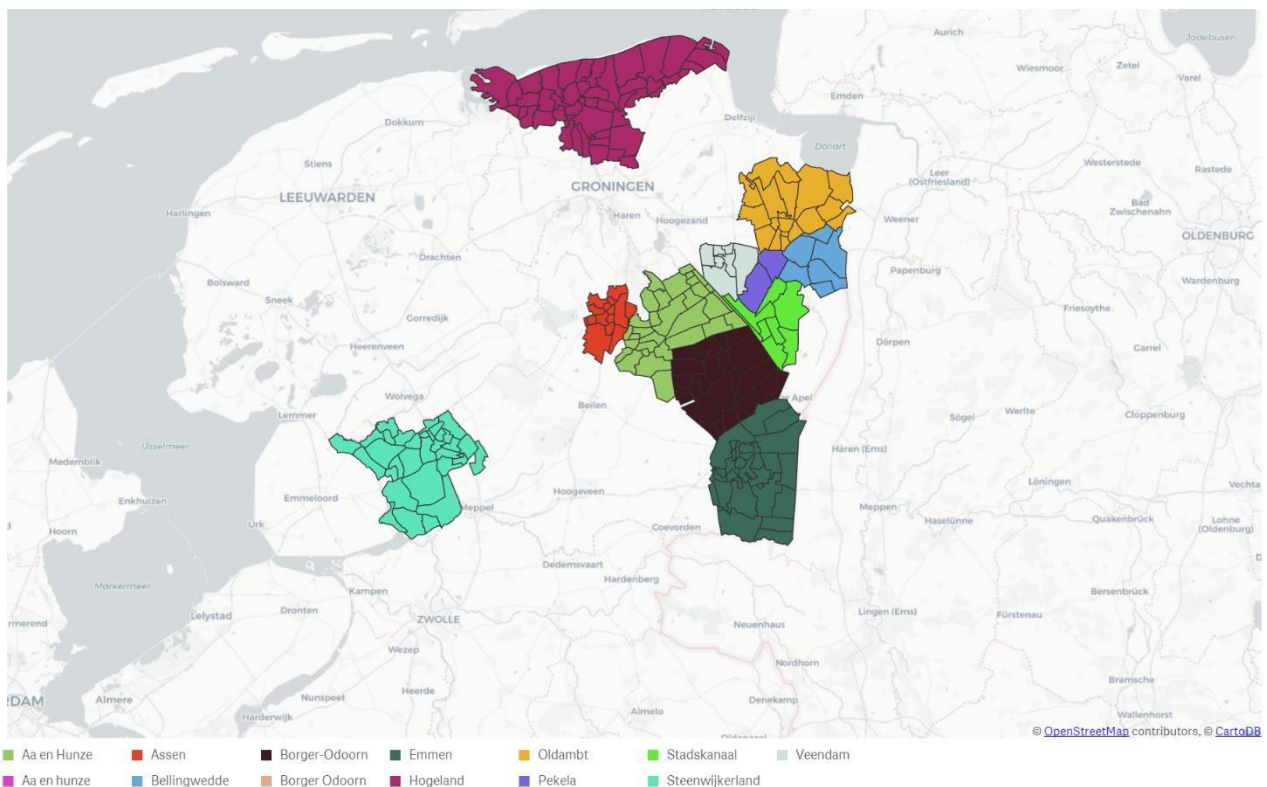 Aurich
Jadebusen
Wiesmoor
Zetel
Varel
Emden
Dokkum
Delfzijl
Dollart
Stiens
Westerstede
Rastede
Leer
(Ostfriesland)
GRONINGEN
LEEUWARDEN
Bad
Zwischenahn
Harlingen
Haren
Hoogezand
Weener
OLDENBURG
Drachten
Papenburg
Bolsward
Wardenburg
Sneek
Friesoythe
Gorredijk
Heerenveen
Dörpen
Garrel
Wolvega
Beilen
er Apel
Lemmer
Sögel
Werlte
Cloppenburg
IJsselmeer
Haren (Ems)
Medemblik
Löningen
Vechta
Enkhuizen
Emmeloord
Hoogeveen
Meppel
Meppen
Hoorn
Urk
Coevorden
Haselünne
Quakenbrück
Lohne
(Oldenburg)
Dedemsvaart
Hardenberg
Markermeer
Kampen
Bersenbrück
Lelystad
Dronten
ZWOLLE
Lingen (Ems)
Fürstenau
rmerend
Neuenhaus
Wezep
Nordhorn
Heerde
Bramsche
RDAM
Almere
Nunspeet
Denekamp
Harderwijk
Almelo
Wallenhorst
© OpenStreetMap contributors, © CartoDB
Aa en Hunze Assen Borger-Odoorn Emmen Oldambt Stadskanaal Veendam
Aa en hunze Bellingwedde Borger Odoorn Hogeland Pekela Steenwijkerland